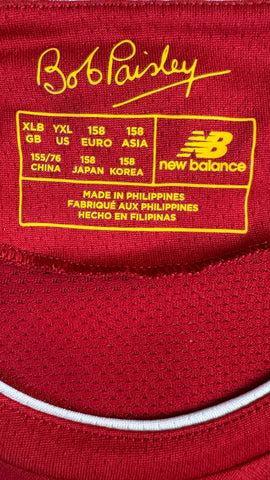 Bob Paisley
XLB YXL 158 158
GB US EURO ASIA
155/76 158 158
CHINA JAPAN KOREA
NB
new balance
MADE IN PHILIPPINES
FABRIQUÉ AUX PHILIPPINES
HECHO EN FILIPINAS